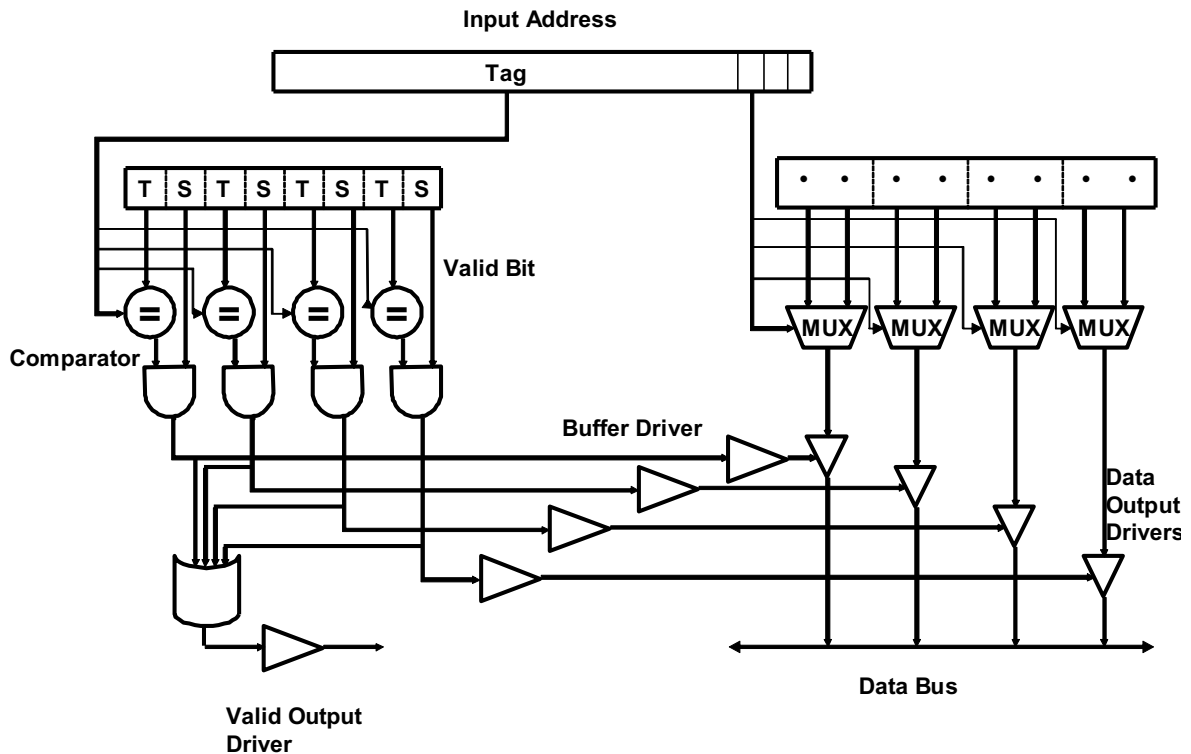 Input Address
Tag
T S T S T S T S
Valid Bit
= = = =
MUX MUX MUX MUX
Comparator
Buffer Driver
Data
Output
Drivers
Data Bus
Valid Output
Driver